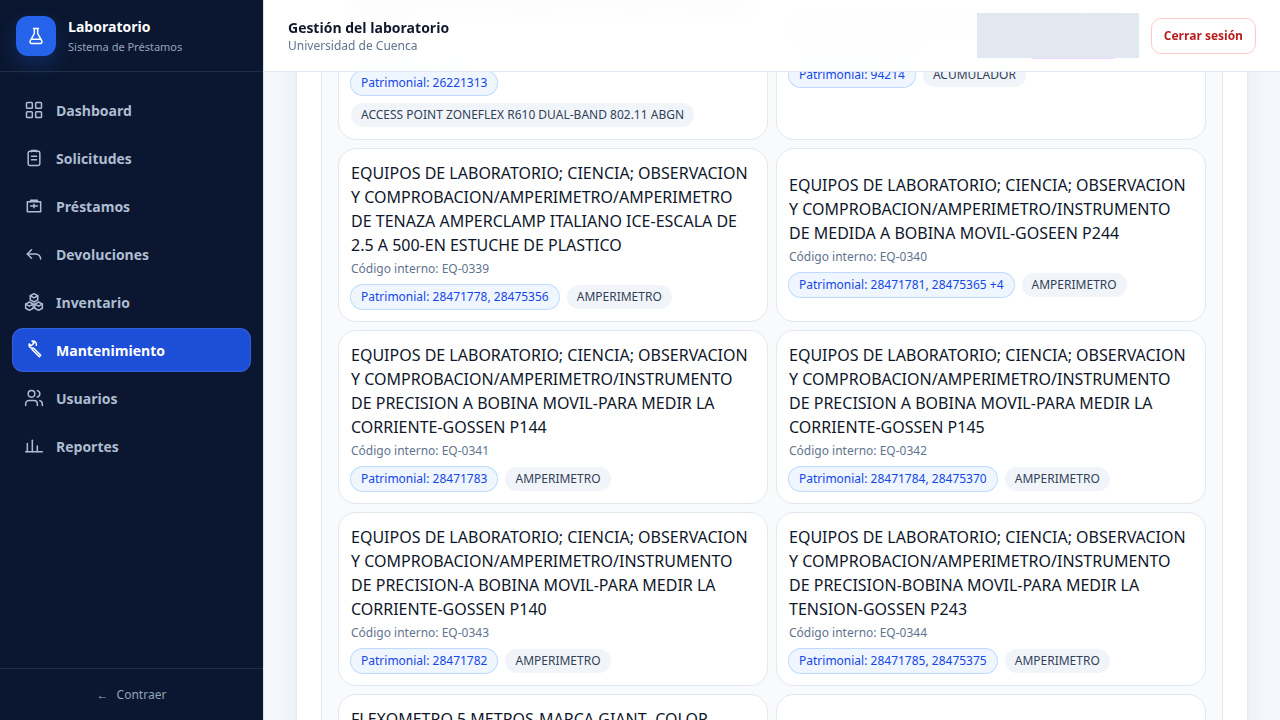 Laboratorio
Sistema de Préstamos
Dashboard
Solicitudes
Préstamos
Devoluciones
Inventario
Mantenimiento
Usuarios
Reportes
← Contraer
Gestión del laboratorio
Universidad de Cuenca
Cerrar sesión
Patrimonial: 26221313
ACCESS POINT ZONEFLEX R610 DUAL-BAND 802.11 ABGN
Patrimonial: 94214
ACUMULADOR
EQUIPOS DE LABORATORIO; CIENCIA; OBSERVACION
Y COMPROBACION/AMPERIMETRO/AMPERIMETRO
DE TENAZA AMPERCLAMP ITALIANO ICE-ESCALA DE
2.5 A 500-EN ESTUCHE DE PLASTICO
Código interno: EQ-0339
Patrimonial: 28471778, 28475356
AMPERIMETRO
EQUIPOS DE LABORATORIO; CIENCIA; OBSERVACION
Y COMPROBACION/AMPERIMETRO/INSTRUMENTO
DE MEDIDA A BOBINA MOVIL-GOSEEN P244
Código interno: EQ-0340
Patrimonial: 28471781, 28475365 +4
AMPERIMETRO
EQUIPOS DE LABORATORIO; CIENCIA; OBSERVACION
Y COMPROBACION/AMPERIMETRO/INSTRUMENTO
DE PRECISION A BOBINA MOVIL-PARA MEDIR LA
CORRIENTE-GOSSEN P144
Código interno: EQ-0341
Patrimonial: 28471783
AMPERIMETRO
EQUIPOS DE LABORATORIO; CIENCIA; OBSERVACION
Y COMPROBACION/AMPERIMETRO/INSTRUMENTO
DE PRECISION A BOBINA MOVIL-PARA MEDIR LA
CORRIENTE-GOSSEN P145
Código interno: EQ-0342
Patrimonial: 28471784, 28475370
AMPERIMETRO
EQUIPOS DE LABORATORIO; CIENCIA; OBSERVACION
Y COMPROBACION/AMPERIMETRO/INSTRUMENTO
DE PRECISION-A BOBINA MOVIL-PARA MEDIR LA
CORRIENTE-GOSSEN P140
Código interno: EQ-0343
Patrimonial: 28471782
AMPERIMETRO
EQUIPOS DE LABORATORIO; CIENCIA; OBSERVACION
Y COMPROBACION/AMPERIMETRO/INSTRUMENTO
DE PRECISION-BOBINA MOVIL-PARA MEDIR LA
TENSION-GOSSEN P243
Código interno: EQ-0344
Patrimonial: 28471785, 28475375
AMPERIMETRO
FLEXOMETRO 5 METROS MARCA GIANT, COLOR